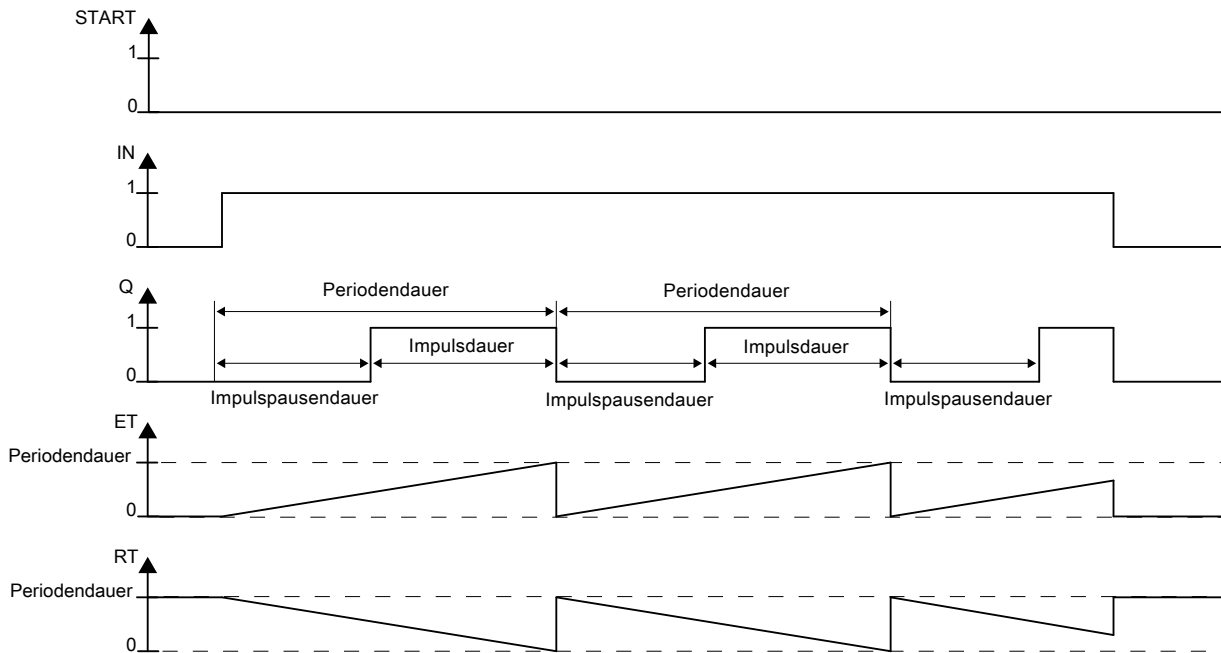 START
1
0
IN
1
0
Q
Periodendauer Periodendauer
1
Impulsdauer Impulsdauer
0
Impulspausendauer Impulspausendauer Impulspausendauer
ET
Periodendauer
0
RT
Periodendauer
0